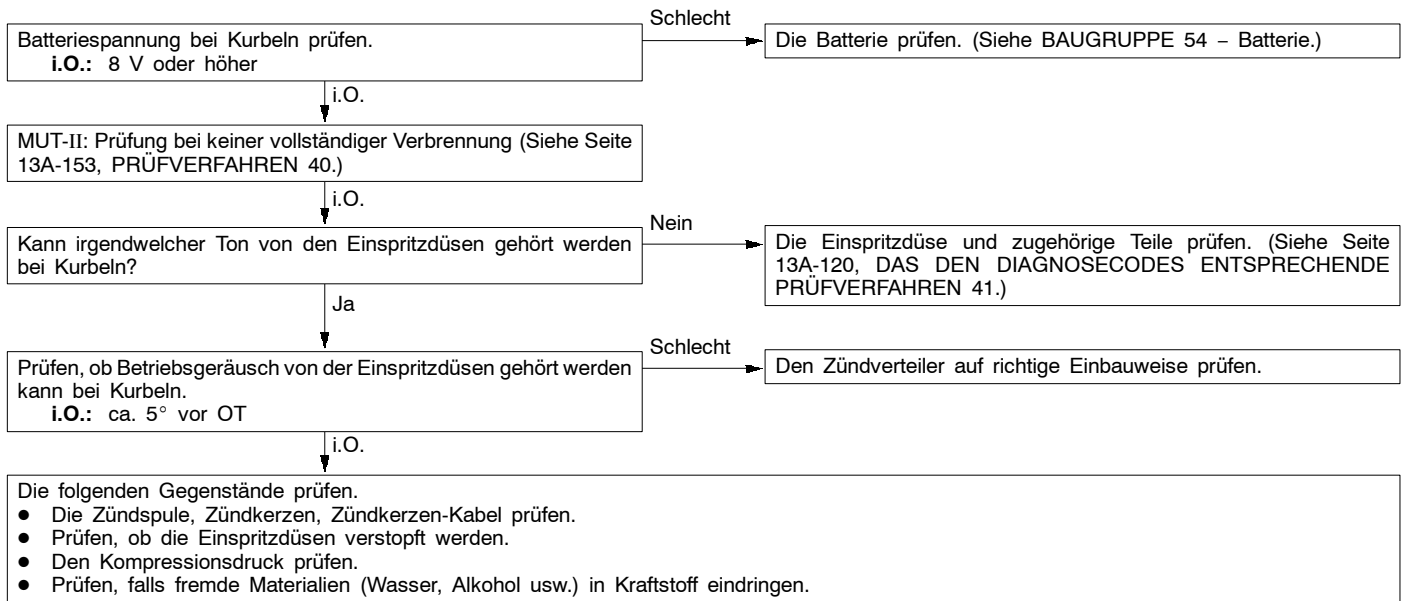 Schlecht
Batteriespannung bei Kurbeln prüfen.
i.O.: 8 V oder höher
Die Batterie prüfen. (Siehe BAUGRUPPE 54 – Batterie.)
i.O.
MUT-II: Prüfung bei keiner vollständiger Verbrennung (Siehe Seite
13A-153, PRÜFVERFAHREN 40.)
i.O.
Nein
Kann irgendwelcher Ton von den Einspritzdüsen gehört werden
bei Kurbeln?
Die Einspritzdüse und zugehörige Teile prüfen. (Siehe Seite
13A-120, DAS DEN DIAGNOSECODES ENTSPRECHENDE
PRÜFVERFAHREN 41.)
Ja
Schlecht
Prüfen, ob Betriebsgeräusch von der Einspritzdüsen gehört werden
kann bei Kurbeln.
i.O.: ca. 5° vor OT
Den Zündverteiler auf richtige Einbauweise prüfen.
i.O.
Die folgenden Gegenstände prüfen.
● Die Zündspule, Zündkerzen, Zündkerzen-Kabel prüfen.
● Prüfen, ob die Einspritzdüsen verstopft werden.
● Den Kompressionsdruck prüfen.
● Prüfen, falls fremde Materialien (Wasser, Alkohol usw.) in Kraftstoff eindringen.